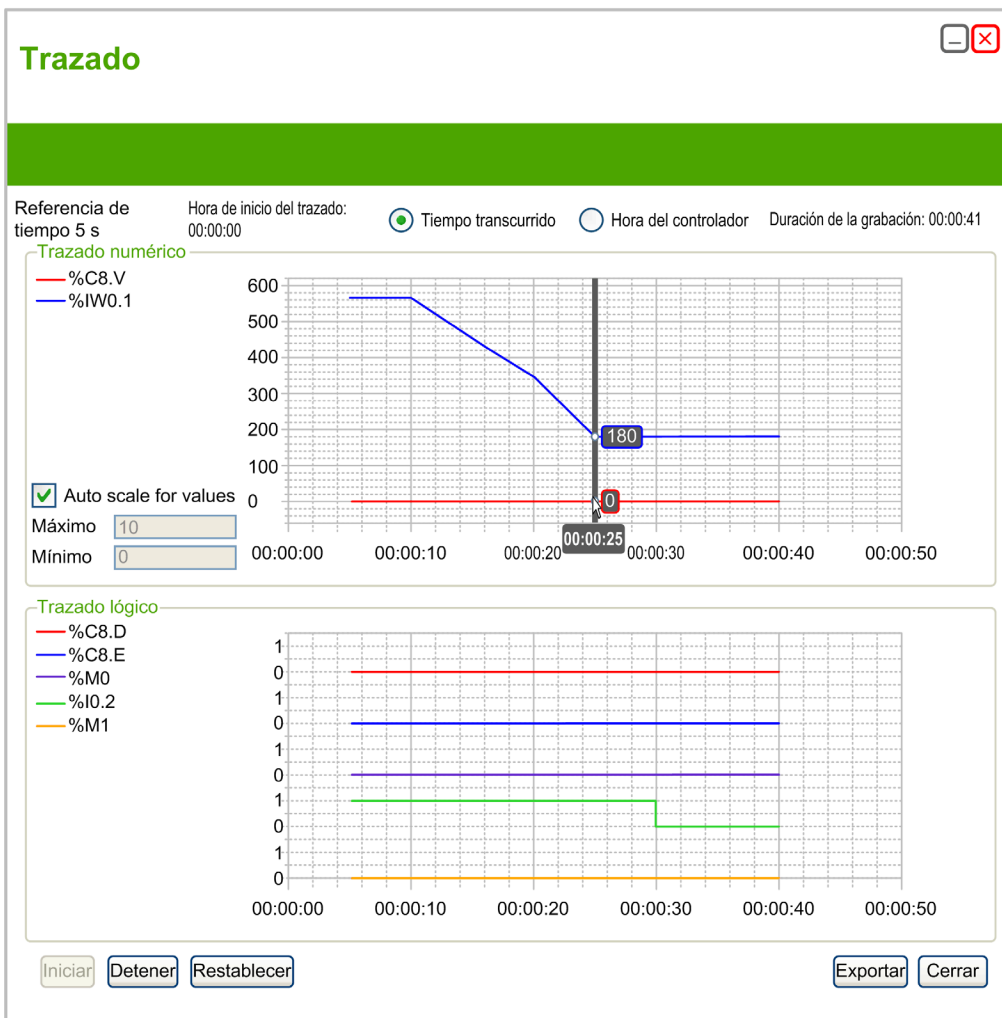 Trazado
Referencia de
tiempo 5 s
Hora de inicio del trazado:
00:00:00
Tiempo transcurrido
Hora del controlador
Duración de la grabación: 00:00:41
Trazado numérico
%C8.V
%IW0.1
600
500
400
300
200
100
0
180
0
Auto scale for values
Máximo 10
Mínimo 0
00:00:25
00:00:00 00:00:10 00:00:20 00:00:30 00:00:40 00:00:50
Trazado lógico
%C8.D
%C8.E
%M0
%I0.2
%M1
1
0
1
0
1
0
1
0
1
0
00:00:00 00:00:10 00:00:20 00:00:30 00:00:40 00:00:50
Iniciar Detener Restablecer Exportar Cerrar